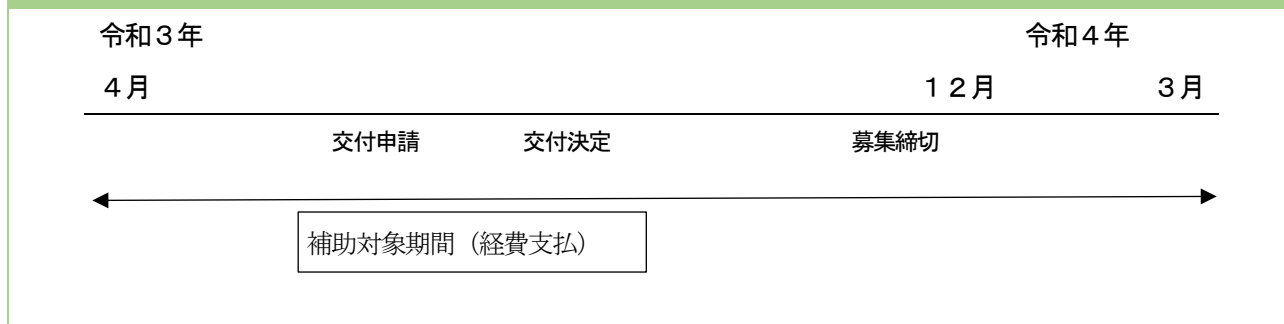 令和３年 令和４年
４月 １２月 ３月
交付申請 交付決定 募集締切
補助対象期間（経費支払）